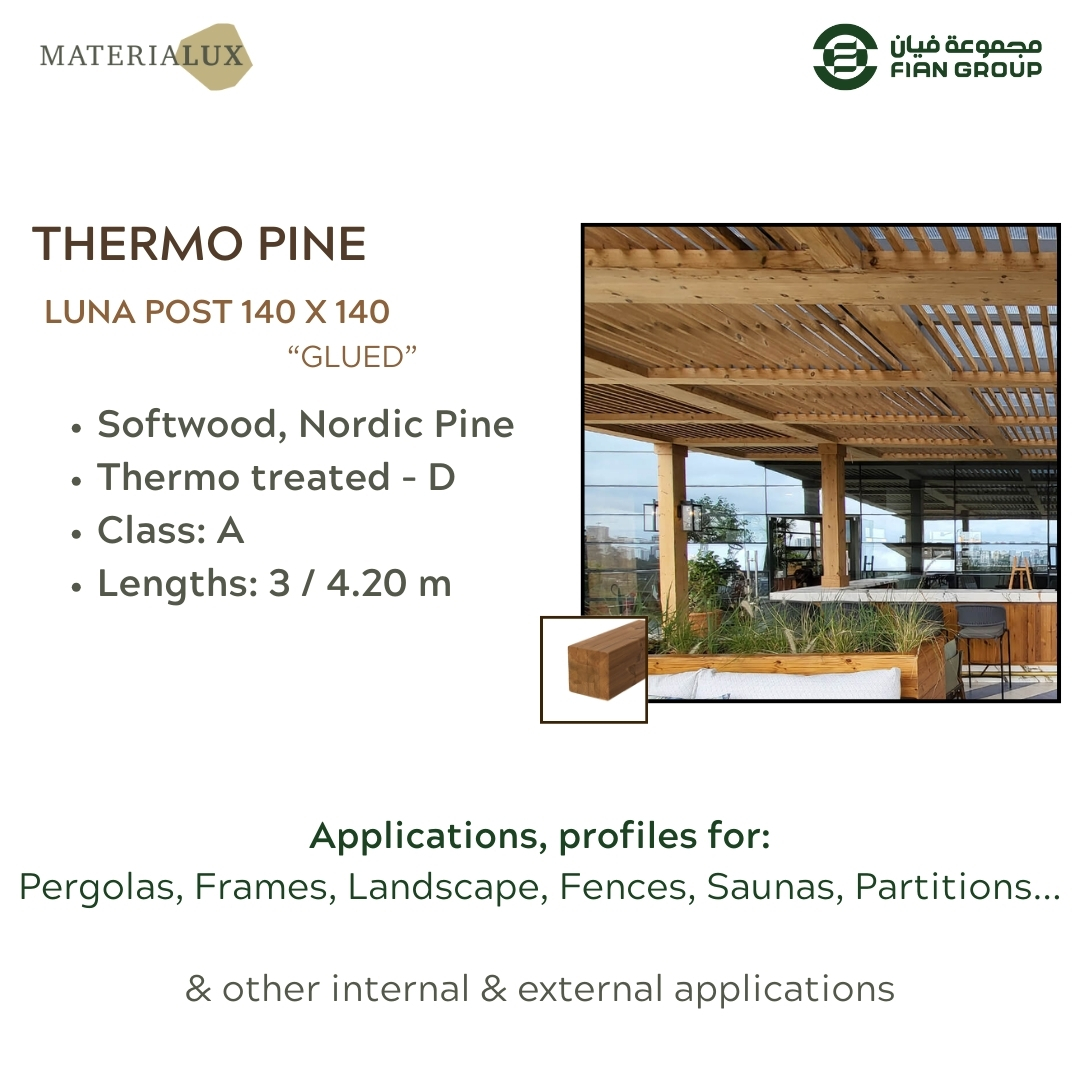 MATERIALUX
مجموعة فيان
FIAN GROUP
THERMO PINE
LUNA POST 140 X 140
“GLUED”
• Softwood, Nordic Pine
• Thermo treated - D
• Class: A
• Lengths: 3 / 4.20 m
Applications, profiles for:
Pergolas, Frames, Landscape, Fences, Saunas, Partitions...
& other internal & external applications